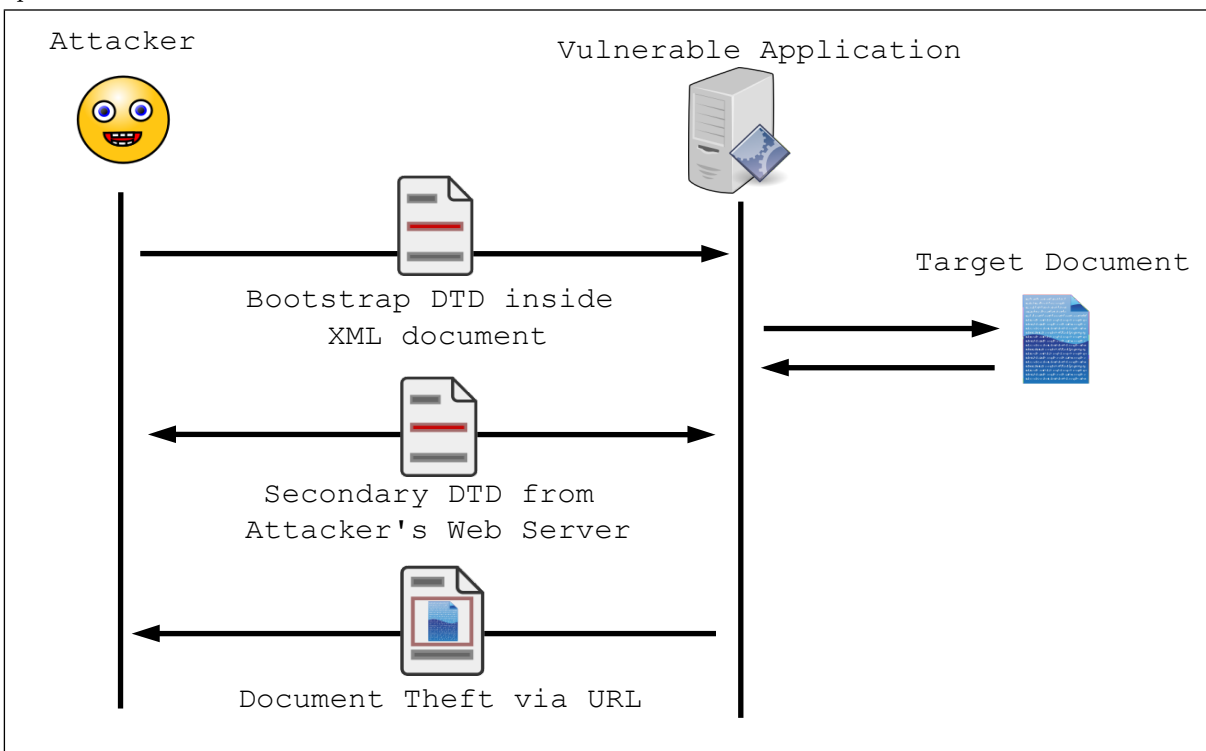 Attacker
Vulnerable Application
Bootstrap DTD inside
XML document
Target Document
Secondary DTD from
Attacker's Web Server
Document Theft via URL